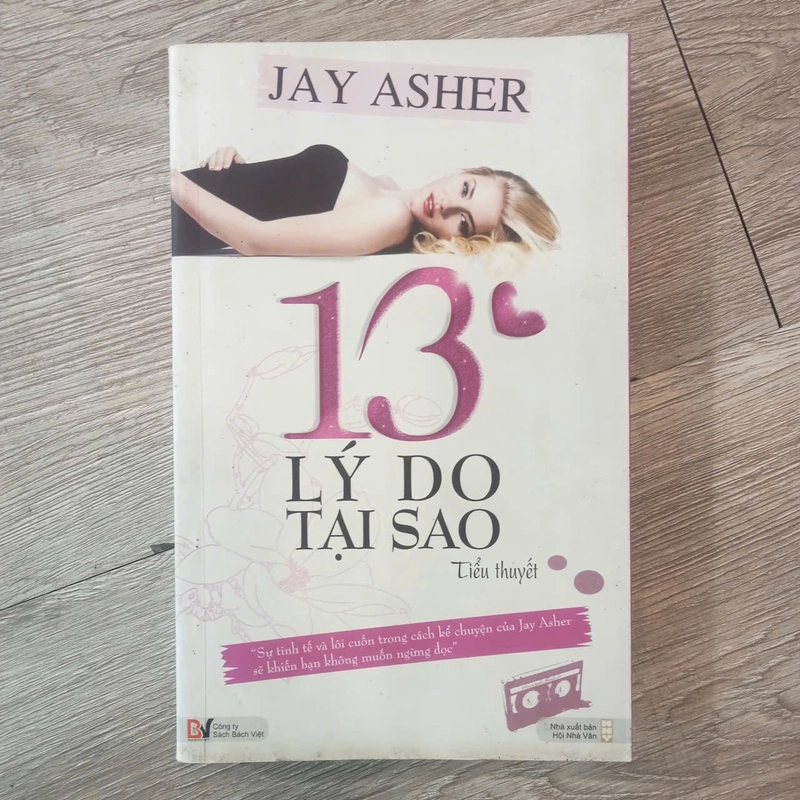 JAY ASHER
13
LÝ DO
TẠI SAO
Tiểu thuyết
“Sự tinh tế và lôi cuốn trong cách kể chuyện của Jay Asher
sẽ khiến bạn không muốn ngừng đọc”
BV
Công ty
Sách Bách Việt
Nhà xuất bản
Hội Nhà Văn